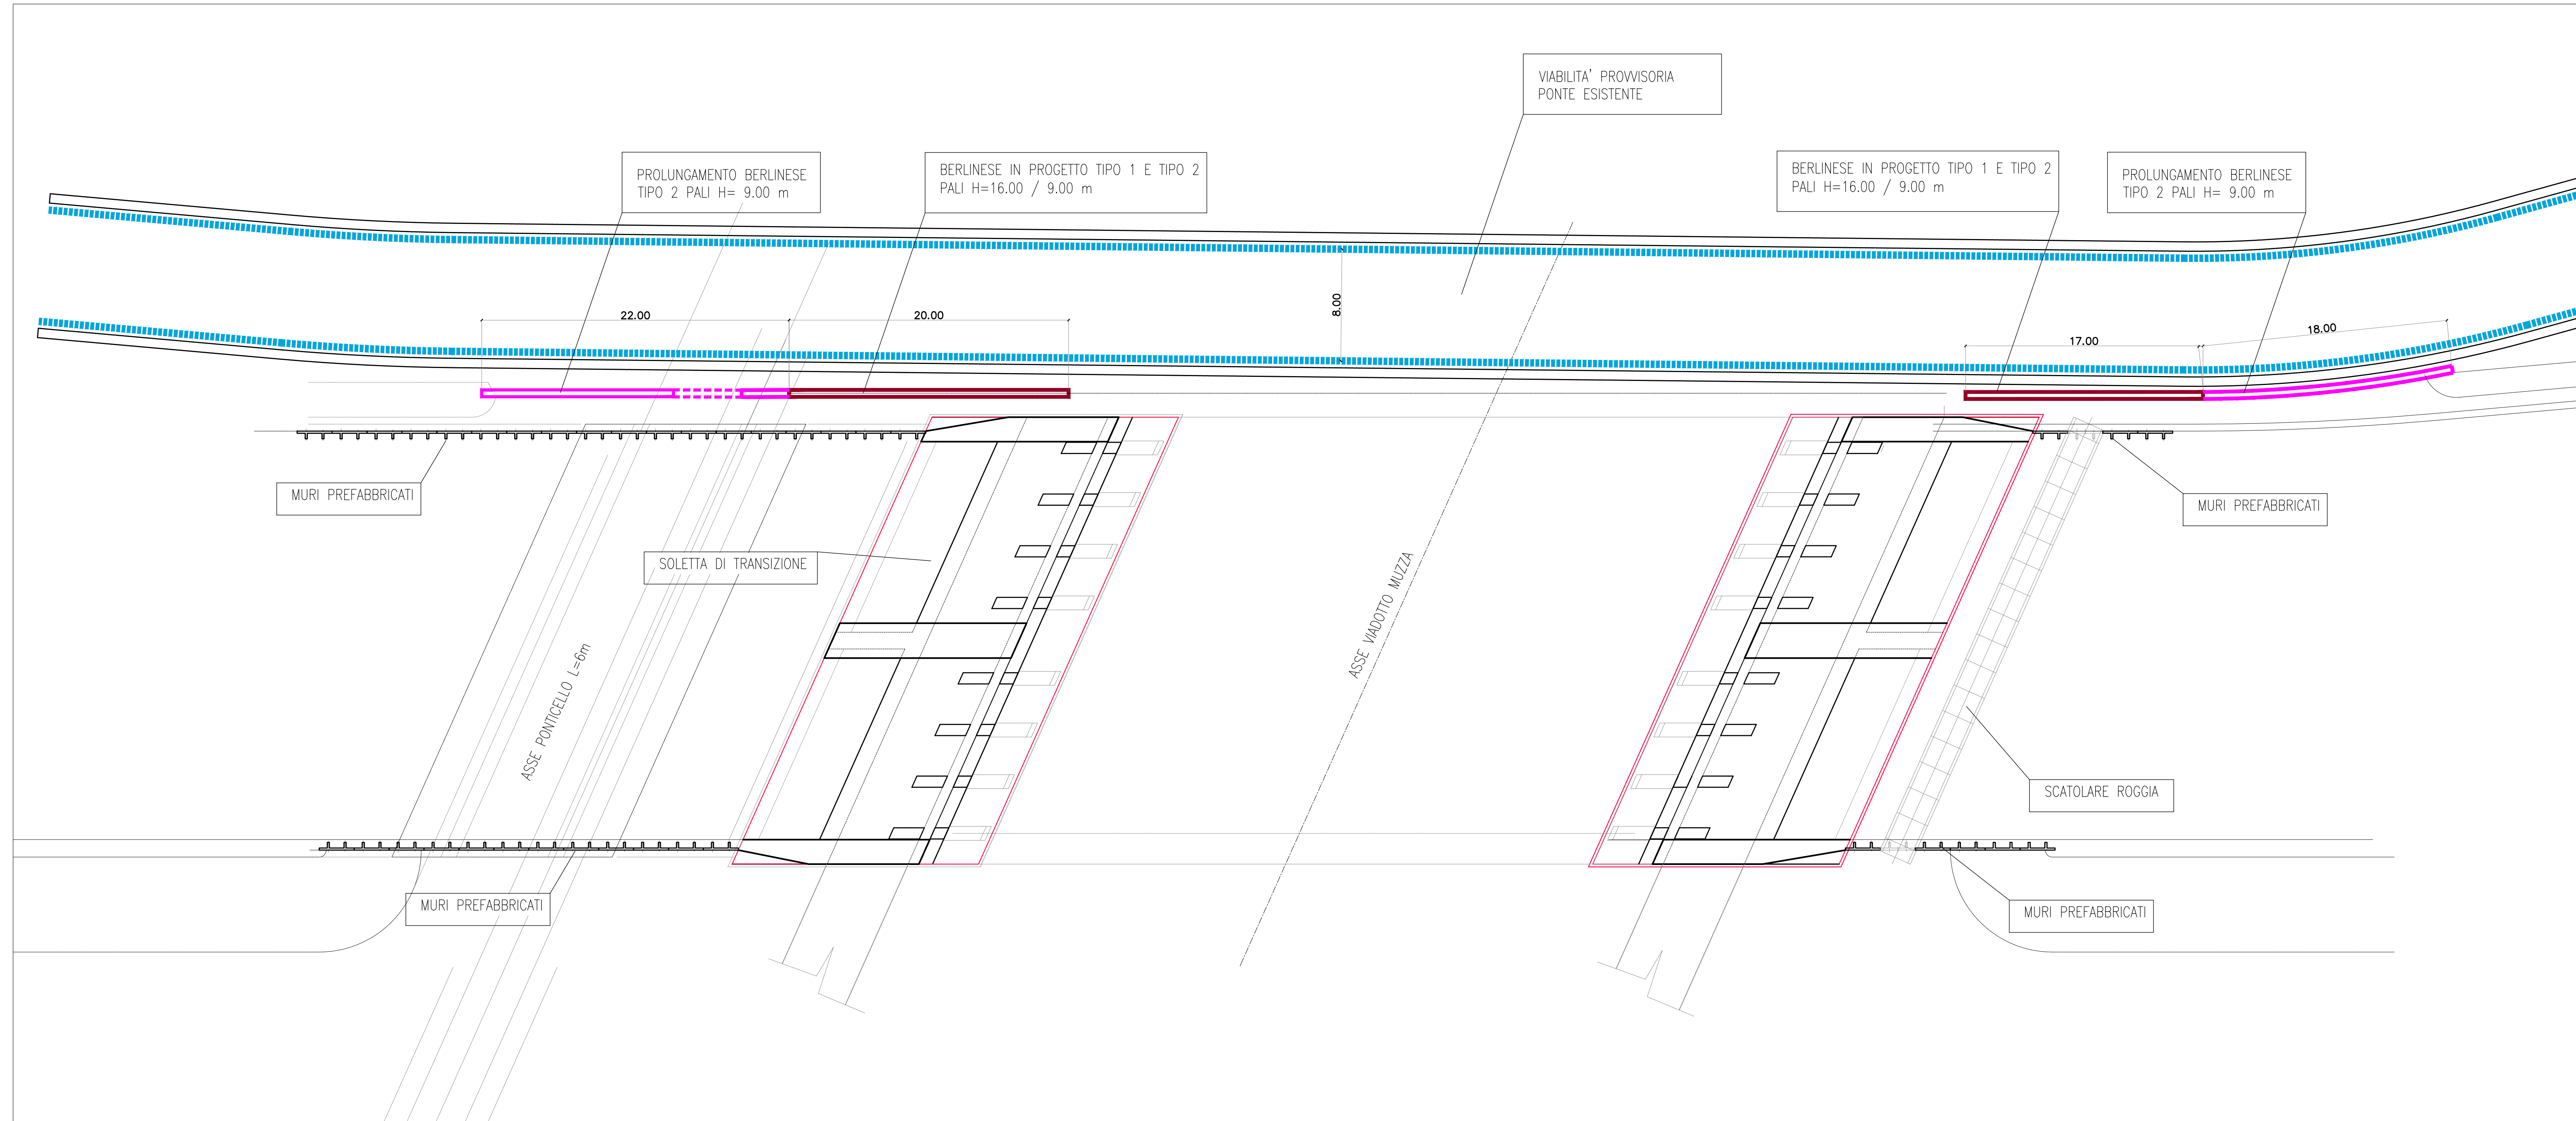 VIABILITA' PROVVISORIA
PONTE ESISTENTE
PROLUNGAMENTO BERLINESE
TIPO 2 PALI H= 9.00 m
BERLINESE IN PROGETTO TIPO 1 E TIPO 2
PALI H=16.00 / 9.00 m
BERLINESE IN PROGETTO TIPO 1 E TIPO 2
PALI H=16.00 / 9.00 m
PROLUNGAMENTO BERLINESE
TIPO 2 PALI H= 9.00 m
22.00
20.00
8.00
17.00
18.00
MURI PREFABBRICATI
MURI PREFABBRICATI
SOLETTA DI TRANSIZIONE
ASSE PONTICELLO L=6m
ASSE VIADOTTO MUZZA
SCATOLARE ROGGIA
MURI PREFABBRICATI
MURI PREFABBRICATI